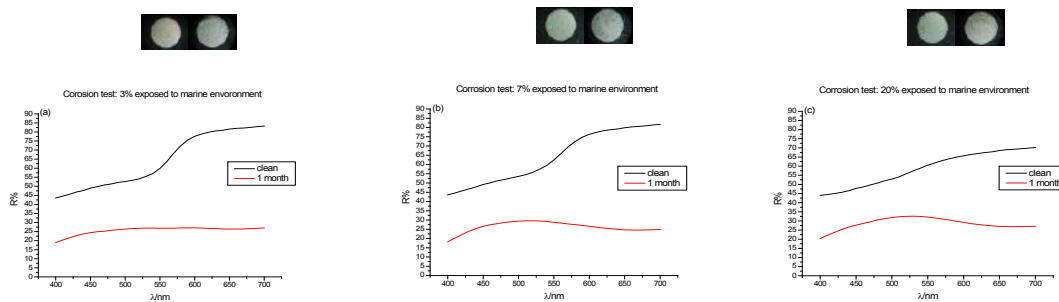 Corrosion test: 3% exposed to marine envoronment
(a)
R%
90
85
80
75
70
65
60
55
50
45
40
35
30
25
20
15
10
5
0
clean
1 month
400 450 500 550 600 650 700
λ/nm
Corrosion test: 7% exposed to marine environment
(b)
R%
90
85
80
75
70
65
60
55
50
45
40
35
30
25
20
15
10
5
0
clean
1 month
400 450 500 550 600 650 700
λ/nm
Corrosion test: 20% exposed to marine environment
(c)
R%
90
85
80
75
70
65
60
55
50
45
40
35
30
25
20
15
10
5
0
clean
1 month
400 450 500 550 600 650 700
λ/nm